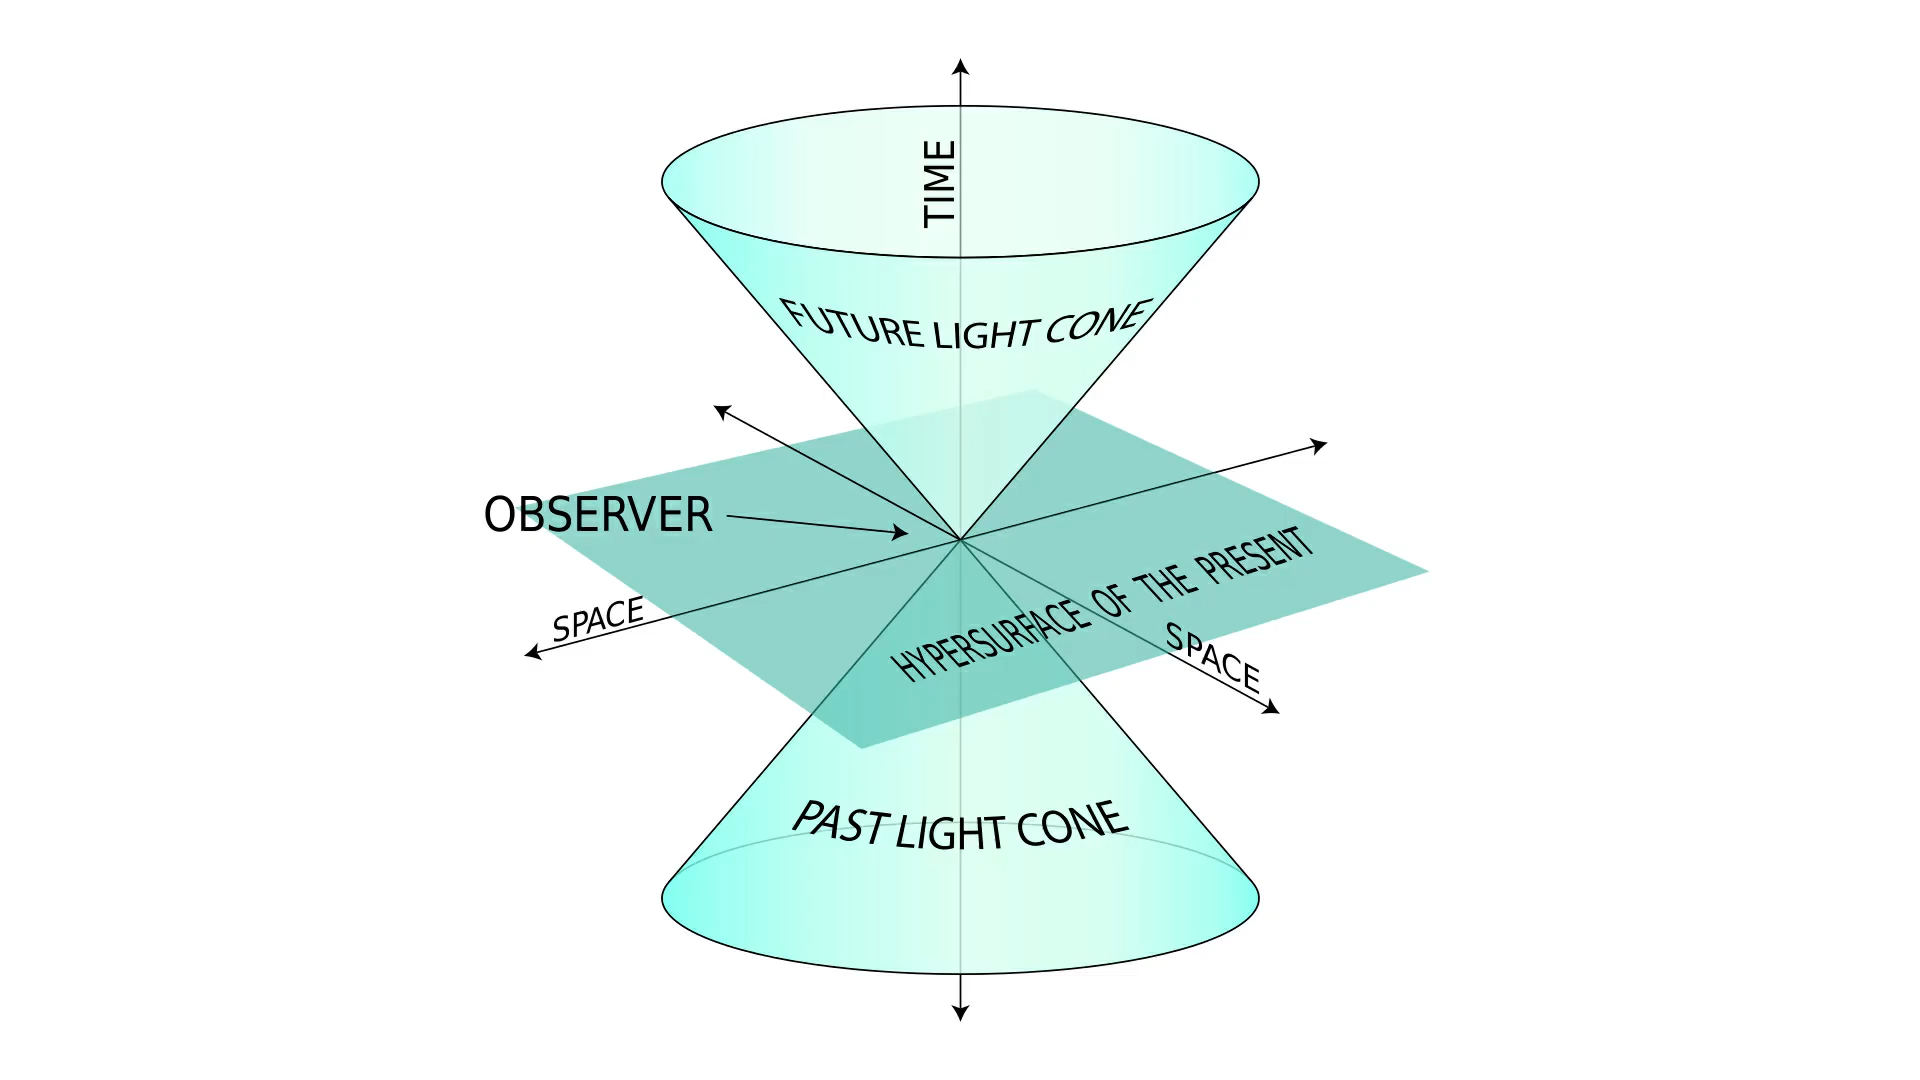 TIME
FUTURE LIGHT CONE
OBSERVER
HYPERSURFACE OF THE PRESENT
SPACE
SPACE
PAST LIGHT CONE